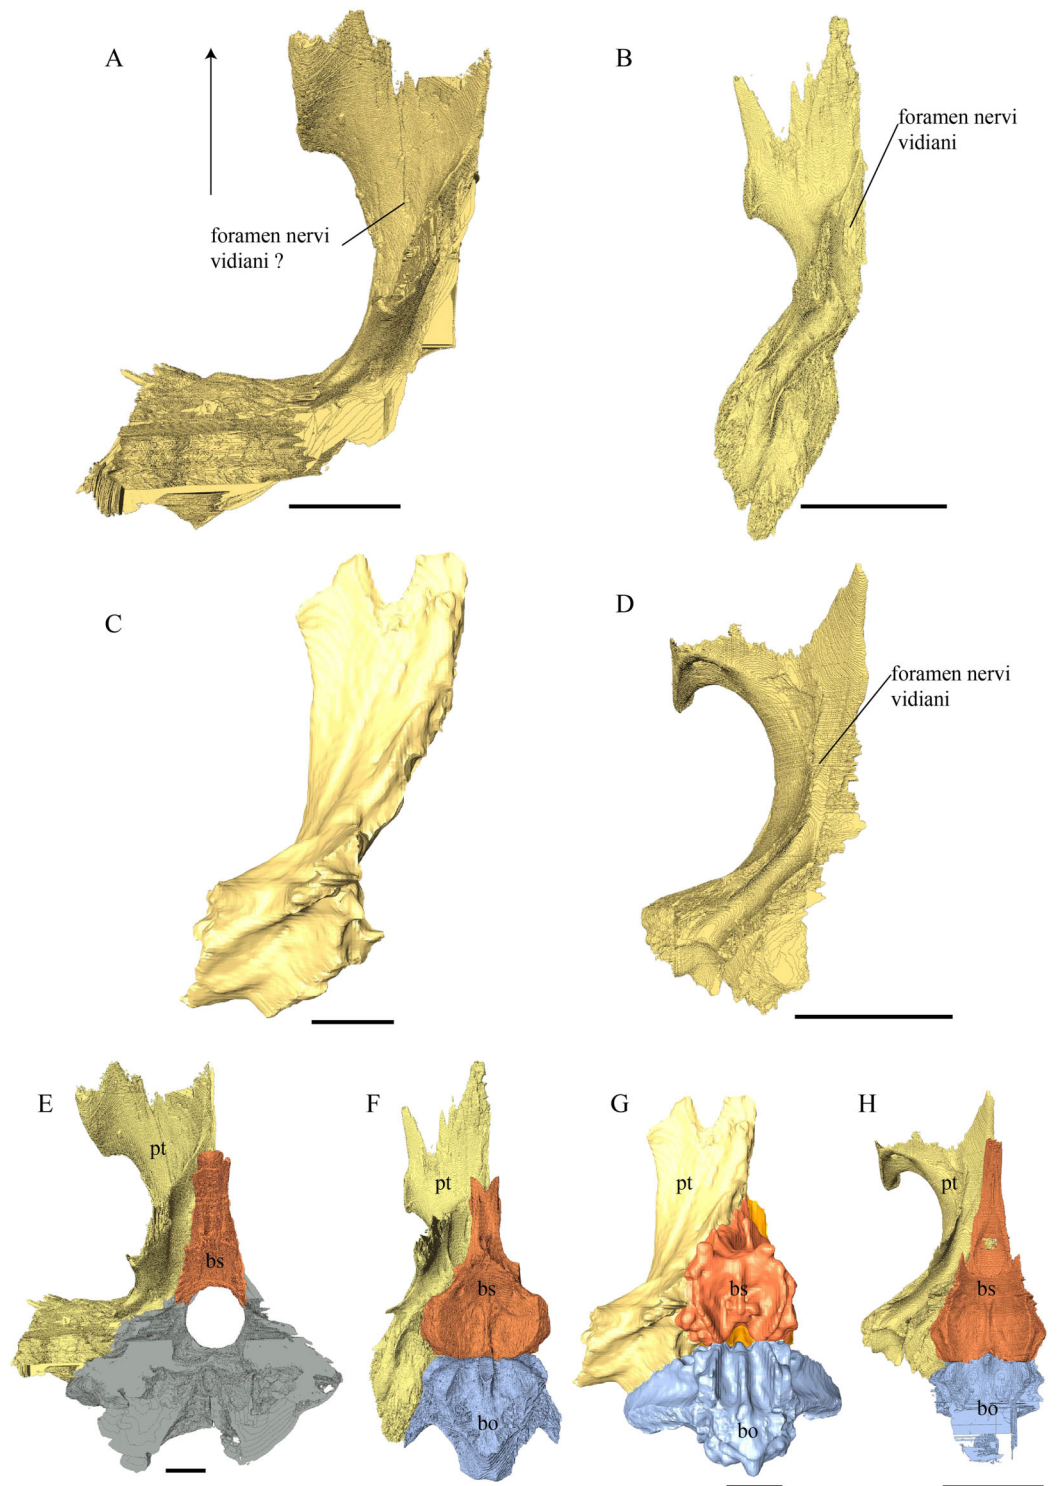 A
B
foramen nervi
vidiani
foramen nervi
vidiani ?
C
D
foramen nervi
vidiani
E
F
G
H
pt
pt
pt
pt
bs
bs
bs
bs
bo
bo
bo